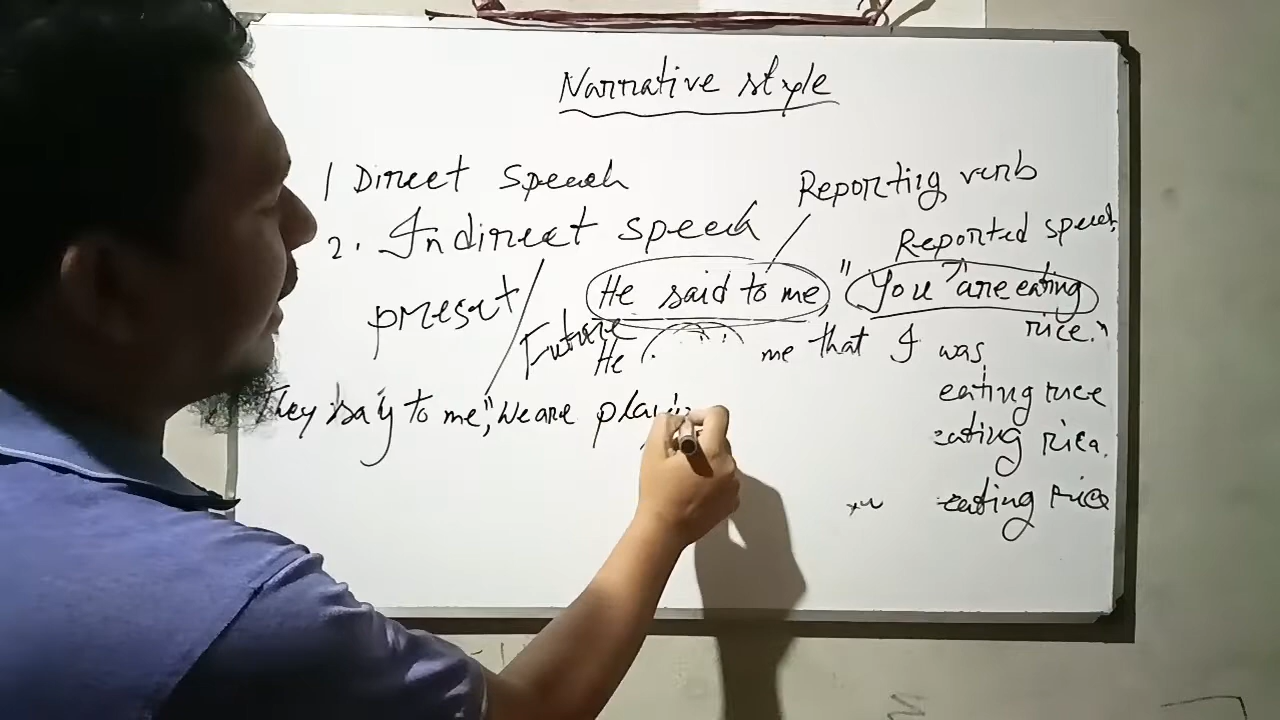 Narrative style
1 Direct speech
Reporting verb
2. Indirect speech
Reported speech
present
He said to me, "You are eating
rice."
Future
He me that I was
eating rice
They say to me, "We are playin
eating rice.
eating rice